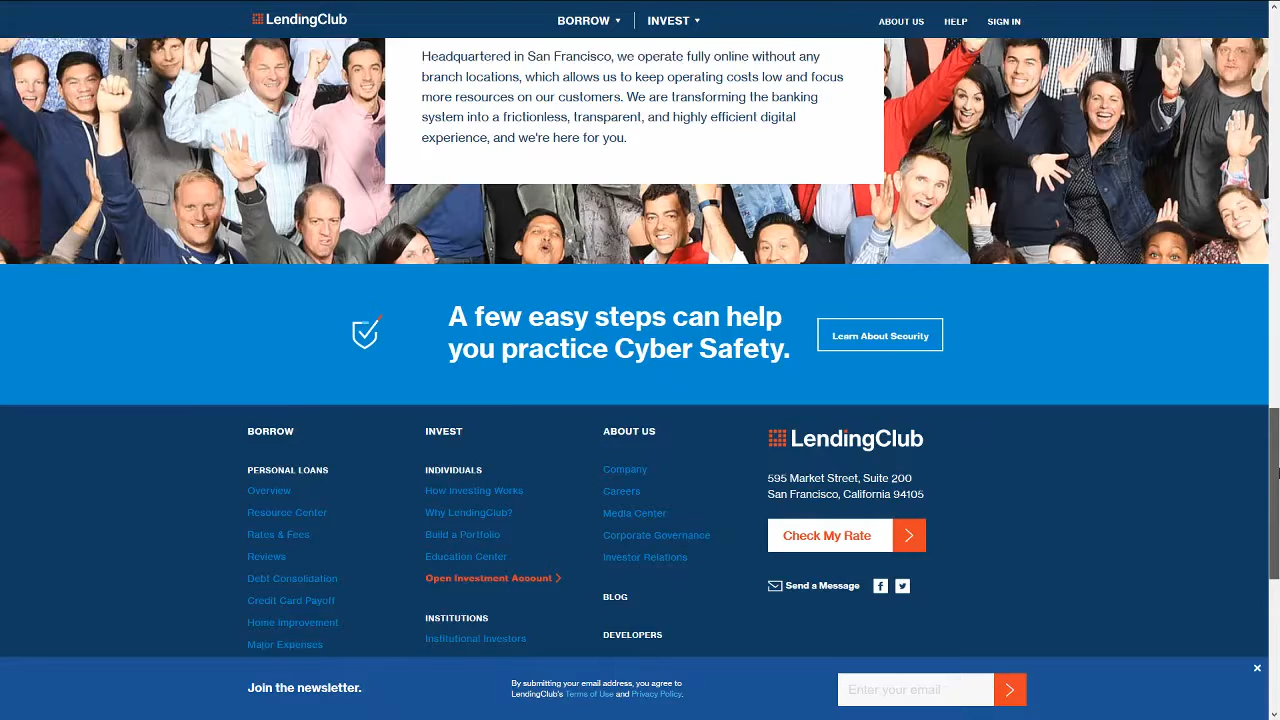 LendingClub
BORROW
INVEST
ABOUT US
HELP
SIGN IN
Headquartered in San Francisco, we operate fully online without any
branch locations, which allows us to keep operating costs low and focus
more resources on our customers. We are transforming the banking
system into a frictionless, transparent, and highly efficient digital
experience, and we're here for you.
A few easy steps can help
you practice Cyber Safety.
Learn About Security
BORROW
PERSONAL LOANS
Overview
Resource Center
Rates & Fees
Reviews
Debt Consolidation
Credit Card Payoff
Home Improvement
Major Expenses
INVEST
INDIVIDUALS
How Investing Works
Why LendingClub?
Build a Portfolio
Education Center
Open Investment Account
INSTITUTIONS
Institutional Investors
ABOUT US
Company
Careers
Media Center
Corporate Governance
Investor Relations
BLOG
DEVELOPERS
LendingClub
595 Market Street, Suite 200
San Francisco, California 94105
Check My Rate
Send a Message
Join the newsletter.
By submitting your email address, you agree to
LendingClub's Terms of Use and Privacy Policy.
Enter your email